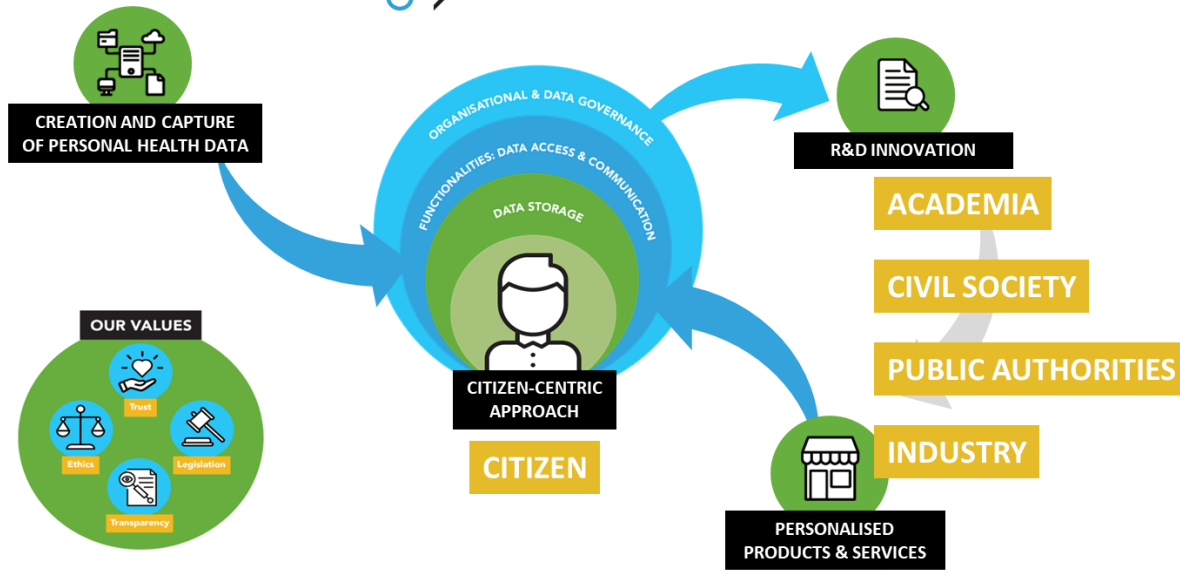 CREATION AND CAPTURE
OF PERSONAL HEALTH DATA
ORGANISATIONAL & DATA GOVERNANCE
FUNCTIONALITIES: DATA ACCESS & COMMUNICATION
DATA STORAGE
CITIZEN-CENTRIC
APPROACH
CITIZEN
R&D INNOVATION
ACADEMIA
CIVIL SOCIETY
PUBLIC AUTHORITIES
INDUSTRY
PERSONALISED
PRODUCTS & SERVICES
OUR VALUES
Trust
Ethics
Legislation
Transparency